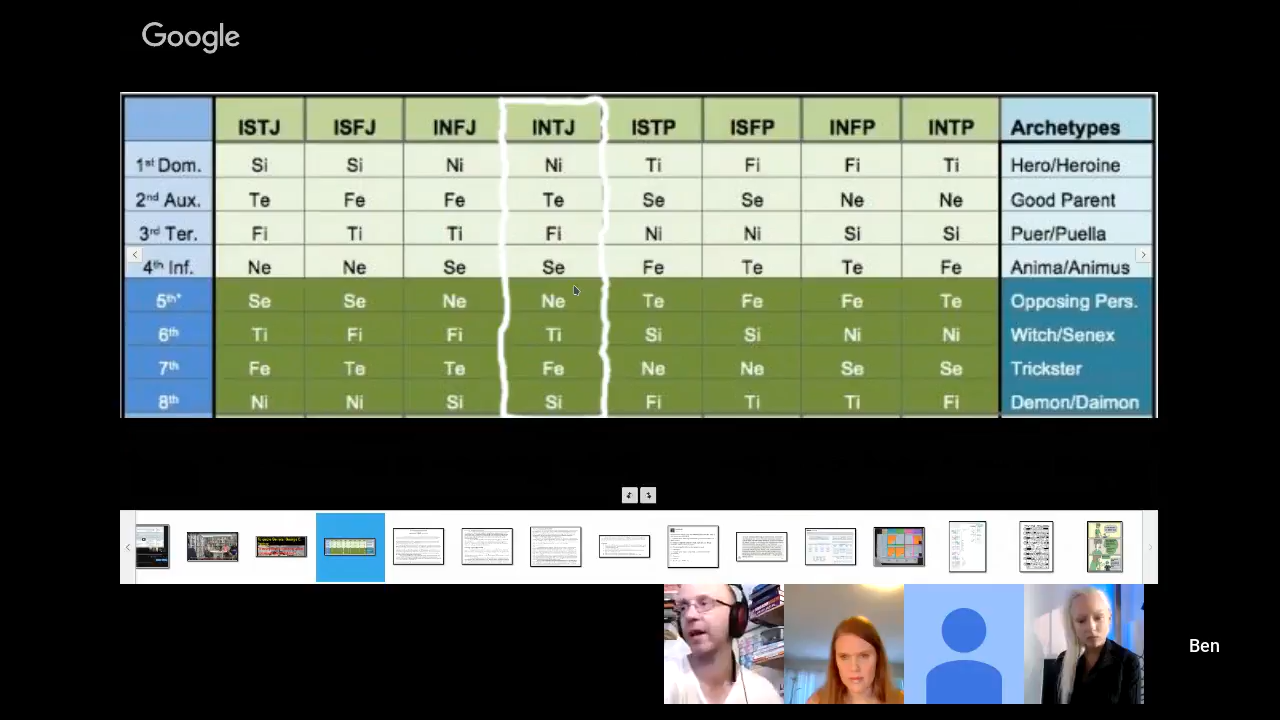 Google
ISTJ ISFJ INFJ INTJ ISTP ISFP INFP INTP Archetypes
1st Dom. Si Si Ni Ni Ti Fi Fi Ti Hero/Heroine
2nd Aux. Te Fe Fe Te Se Se Ne Ne Good Parent
3rd Ter. Fi Ti Ti Fi Ni Ni Si Si Puer/Puella
4th Inf. Ne Ne Se Se Fe Te Te Fe Anima/Animus
5th* Se Se Ne Ne Te Fe Fe Te Opposing Pers.
6th Ti Fi Fi Ti Si Si Ni Ni Witch/Senex
7th Fe Te Te Fe Ne Ne Se Se Trickster
8th Ni Ni Si Si Fi Ti Ti Fi Demon/Daimon
Ben